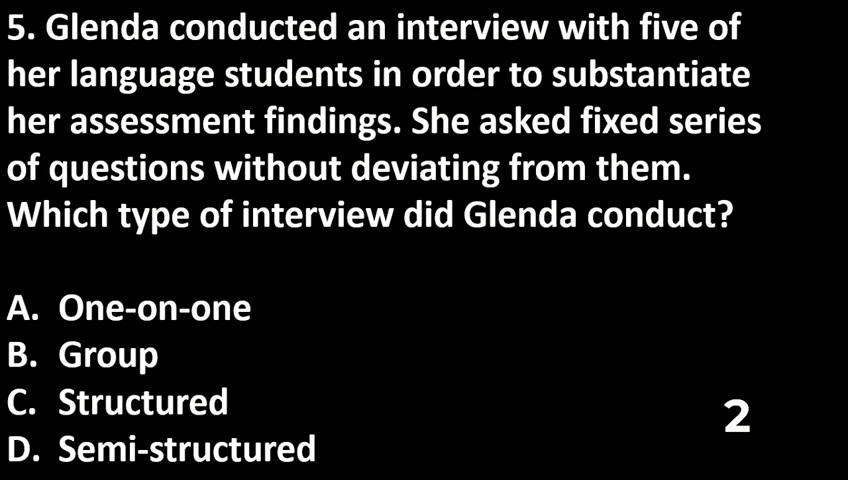 5. Glenda conducted an interview with five of
her language students in order to substantiate
her assessment findings. She asked fixed series
of questions without deviating from them.
Which type of interview did Glenda conduct?
A. One-on-one
B. Group
C. Structured
D. Semi-structured
2